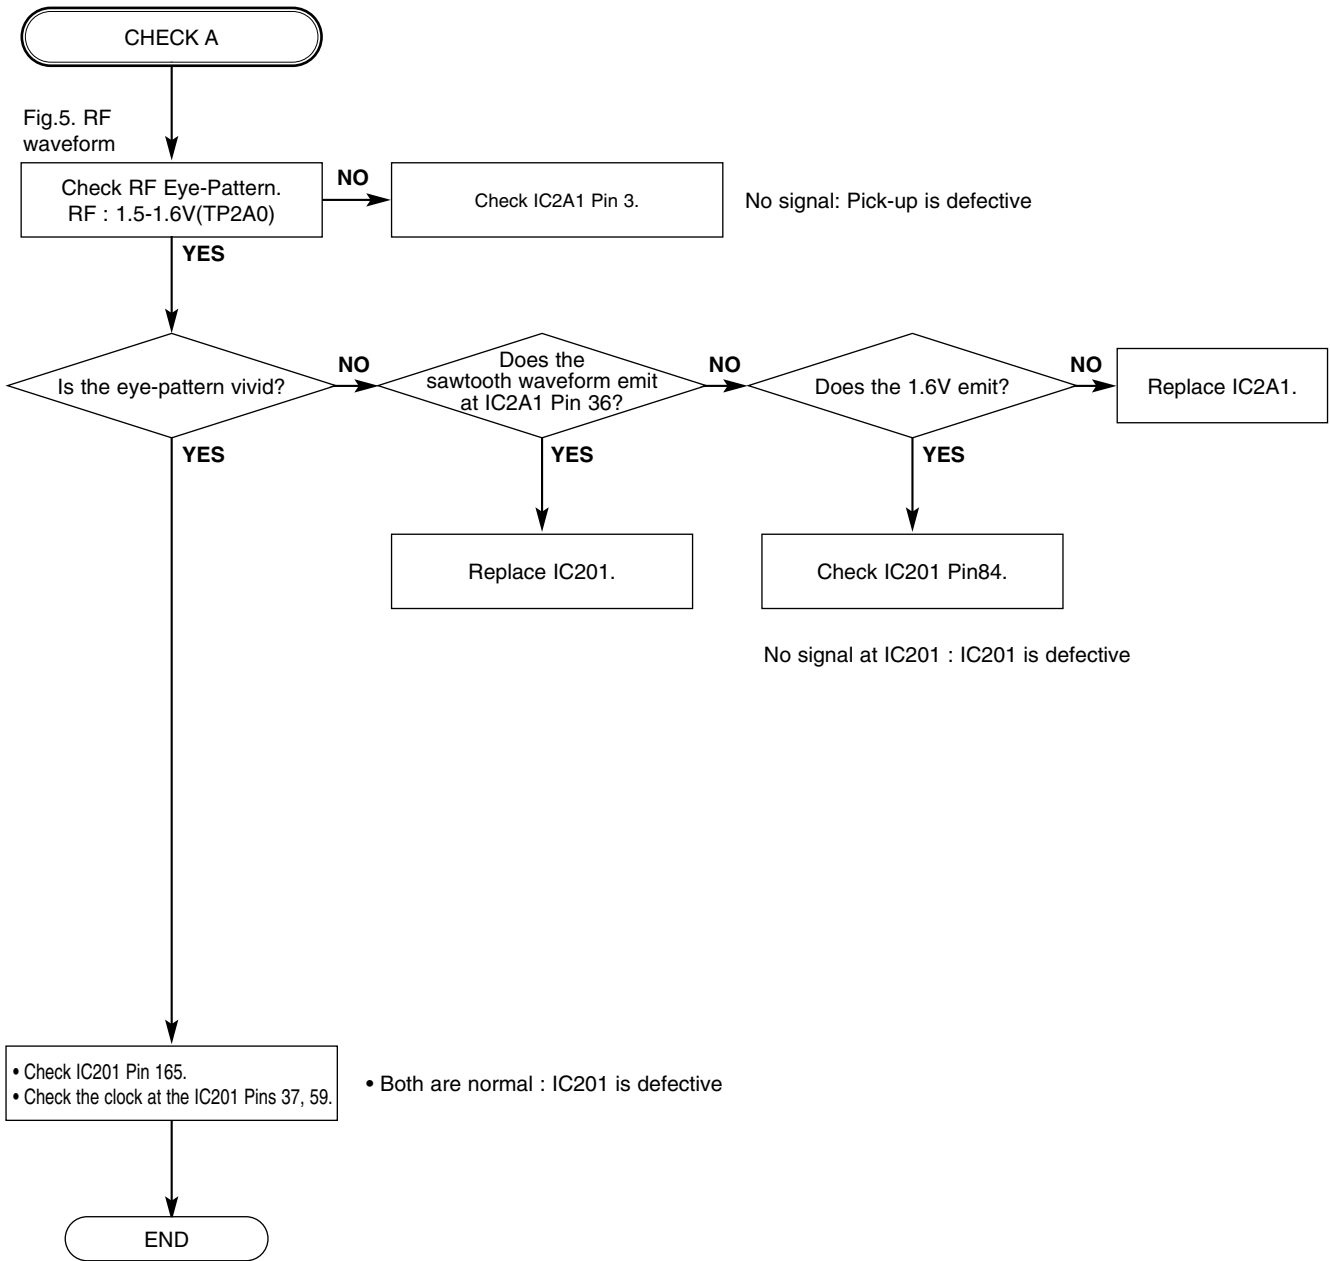 CHECK A
Fig.5. RF
waveform
Check RF Eye-Pattern.
RF : 1.5-1.6V(TP2A0)
NO
Check IC2A1 Pin 3.
No signal: Pick-up is defective
YES
Is the eye-pattern vivid?
NO
Does the
sawtooth waveform emit
at IC2A1 Pin 36?
NO
Does the 1.6V emit?
NO
Replace IC2A1.
YES
YES
YES
Replace IC201.
Check IC201 Pin84.
No signal at IC201 : IC201 is defective
• Check IC201 Pin 165.
• Check the clock at the IC201 Pins 37, 59.
• Both are normal : IC201 is defective
END